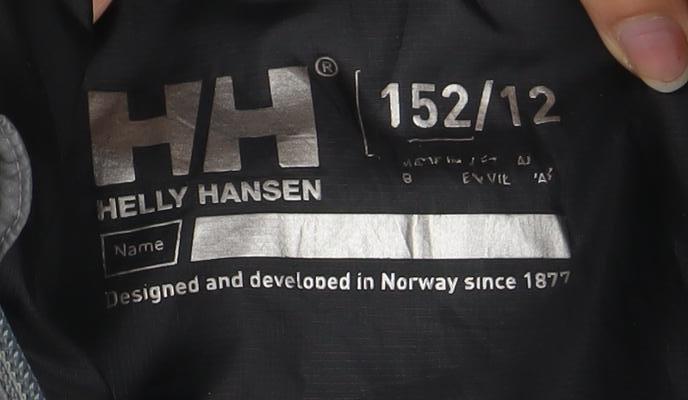 HH®
152/12
HELLY HANSEN
Name
Designed and developed in Norway since 1877